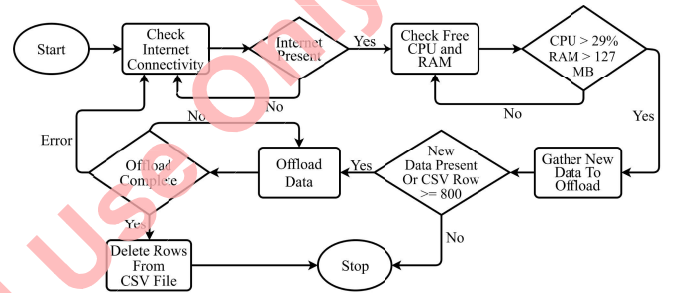 Start
Check
Internet
Connectivity
Internet
Present
Yes
No
Check Free
CPU and
RAM
CPU > 29%
RAM > 127
MB
No
Yes
Gather New
Data To
Offload
New
Data Present
Or CSV Row
>= 800
Yes
No
Offload
Data
No
Offload
Complete
Error
Yes
Delete Rows
From
CSV File
Stop
Use Only